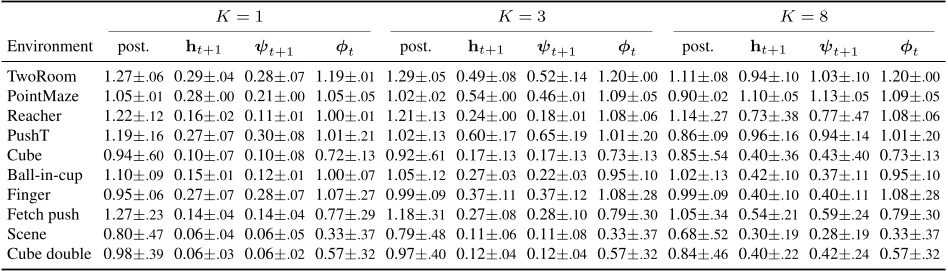 K = 1 K = 3 K = 8
Environment post. h_{t+1} ψ_{t+1} ϕ_t post. h_{t+1} ψ_{t+1} ϕ_t post. h_{t+1} ψ_{t+1} ϕ_t
TwoRoom 1.27±.06 0.29±.04 0.28±.07 1.19±.01 1.29±.05 0.49±.08 0.52±.14 1.20±.00 1.11±.08 0.94±.10 1.03±.10 1.20±.00
PointMaze 1.05±.01 0.28±.00 0.21±.00 1.05±.05 1.02±.02 0.54±.00 0.46±.01 1.09±.05 0.90±.02 1.10±.05 1.13±.05 1.09±.05
Reacher 1.22±.12 0.16±.02 0.11±.01 1.00±.01 1.21±.13 0.24±.00 0.18±.01 1.08±.06 1.14±.27 0.73±.38 0.77±.47 1.08±.06
PushT 1.19±.16 0.27±.07 0.30±.08 1.01±.21 1.02±.13 0.60±.17 0.65±.19 1.01±.20 0.86±.09 0.96±.16 0.94±.14 1.01±.20
Cube 0.94±.60 0.10±.07 0.10±.08 0.72±.13 0.92±.61 0.17±.13 0.17±.13 0.73±.13 0.85±.54 0.40±.36 0.43±.40 0.73±.13
Ball-in-cup 1.10±.09 0.15±.01 0.12±.01 1.00±.07 1.05±.12 0.27±.03 0.22±.03 0.95±.10 1.02±.13 0.42±.10 0.37±.11 0.95±.10
Finger 0.95±.06 0.27±.07 0.28±.07 1.07±.27 0.99±.09 0.37±.11 0.37±.12 1.08±.28 0.99±.09 0.40±.10 0.40±.11 1.08±.28
Fetch push 1.27±.23 0.14±.04 0.14±.04 0.77±.29 1.18±.31 0.27±.08 0.28±.10 0.79±.30 1.05±.34 0.54±.21 0.59±.24 0.79±.30
Scene 0.80±.47 0.06±.04 0.06±.05 0.33±.37 0.79±.48 0.11±.06 0.11±.08 0.33±.37 0.68±.52 0.30±.19 0.28±.19 0.33±.37
Cube double 0.98±.39 0.06±.03 0.06±.02 0.57±.32 0.97±.40 0.12±.04 0.12±.04 0.57±.32 0.84±.46 0.40±.22 0.42±.24 0.57±.32